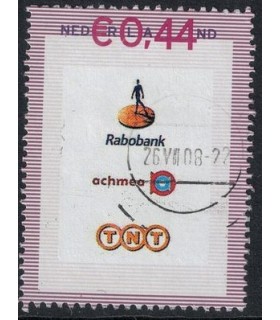 NEDERLAND
€0,44
Rabobank
achmea
26 VII 08-22
TNT